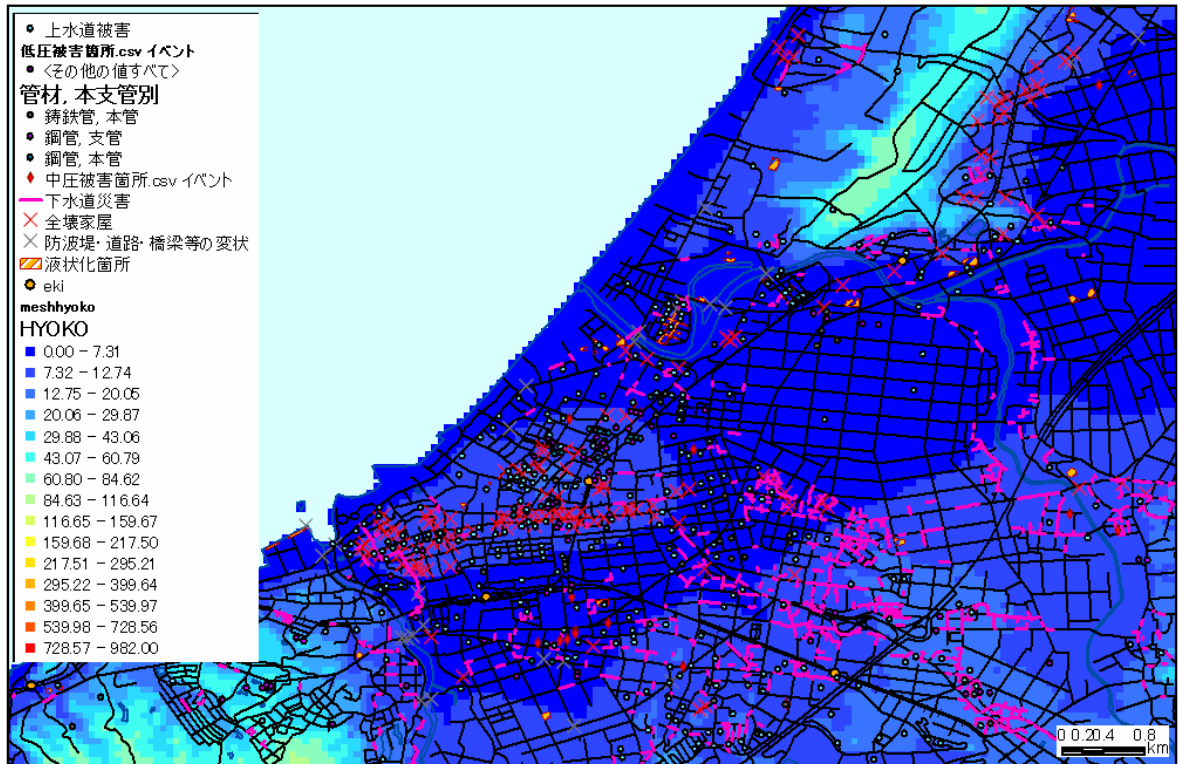 上水道被害
低圧被害箇所.csv イベント
<その他の値すべて>
管材, 本支管別
鋳鉄管, 本管
鋼管, 支管
鋼管, 本管
中圧被害箇所.csv イベント
下水道災害
全壊家屋
防波堤・道路・橋梁等の変状
液状化箇所
eki
meshhyoko
HYOKO
0.00 - 7.31
7.32 - 12.74
12.75 - 20.05
20.06 - 29.87
29.88 - 43.06
43.07 - 60.79
60.80 - 84.62
84.63 - 116.64
116.65 - 159.67
159.68 - 217.50
217.51 - 295.21
295.22 - 399.64
399.65 - 539.97
539.98 - 728.56
728.57 - 982.00
0 0.20.4 0.8
km